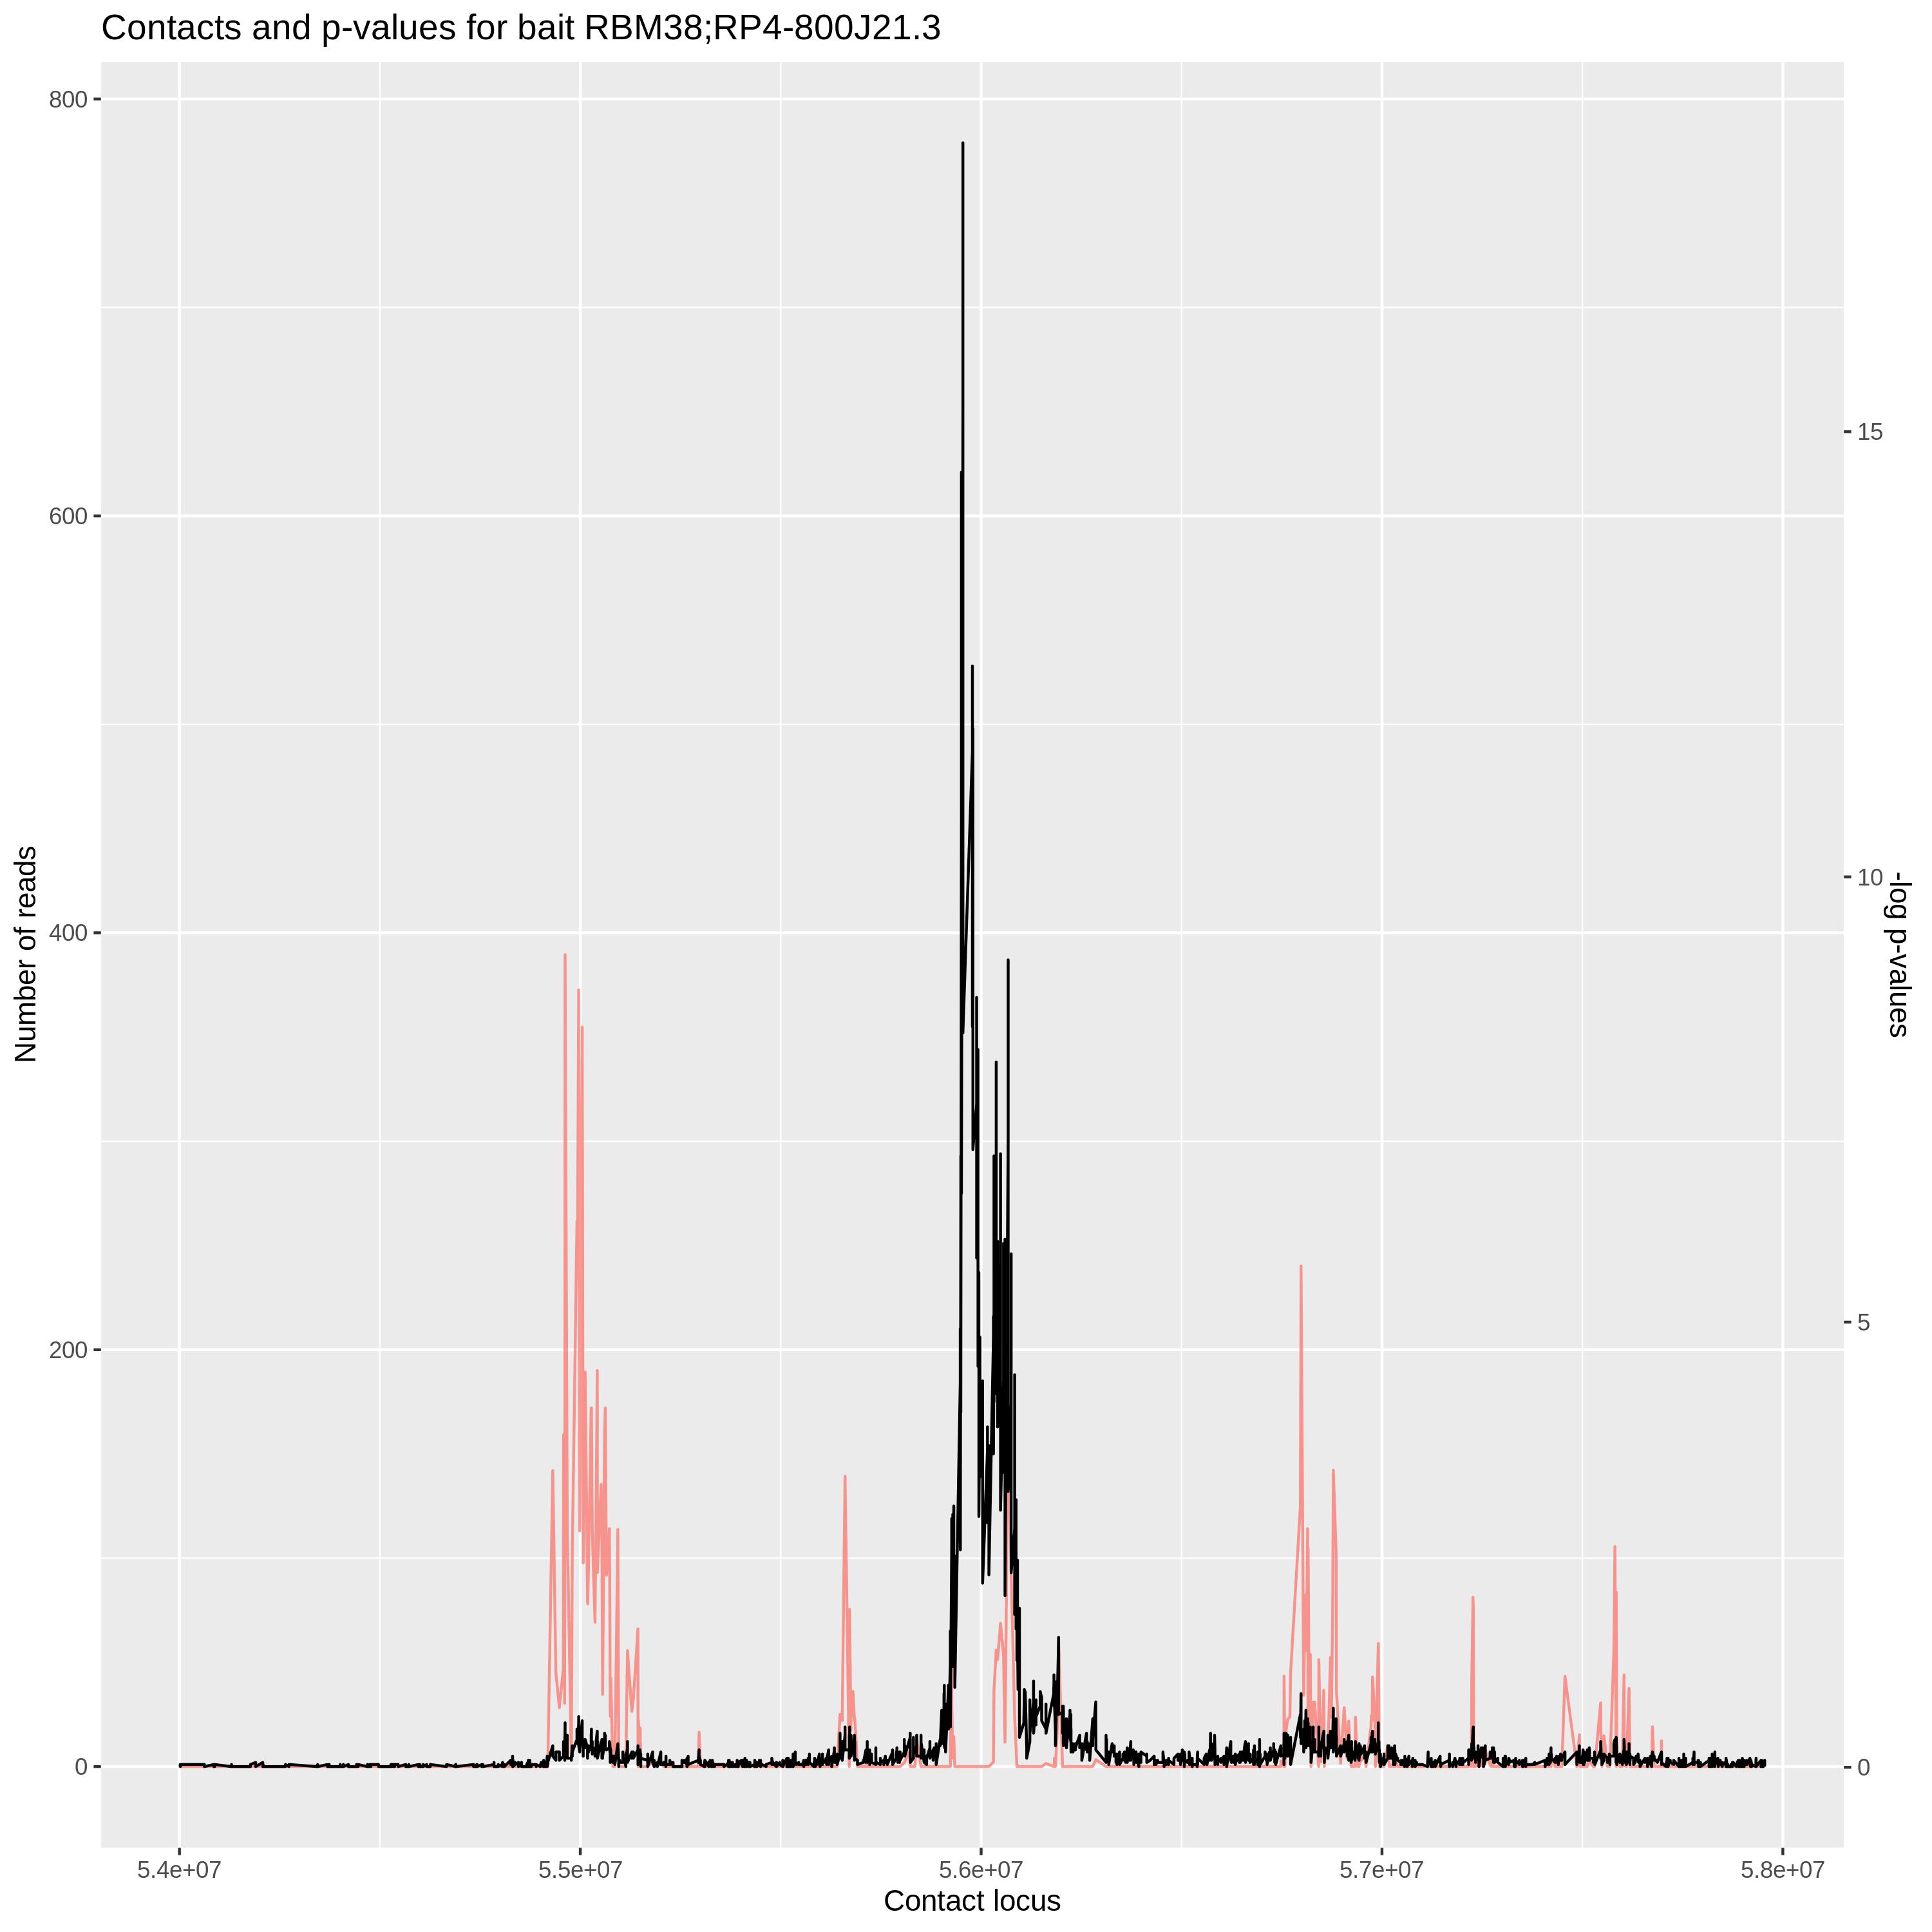 Contacts and p-values for bait RBM38;RP4-800J21.3
800
600
400
200
0
Number of reads
15
10
5
0
-log p-values
5.4e+07
5.5e+07
5.6e+07
5.7e+07
5.8e+07
Contact locus